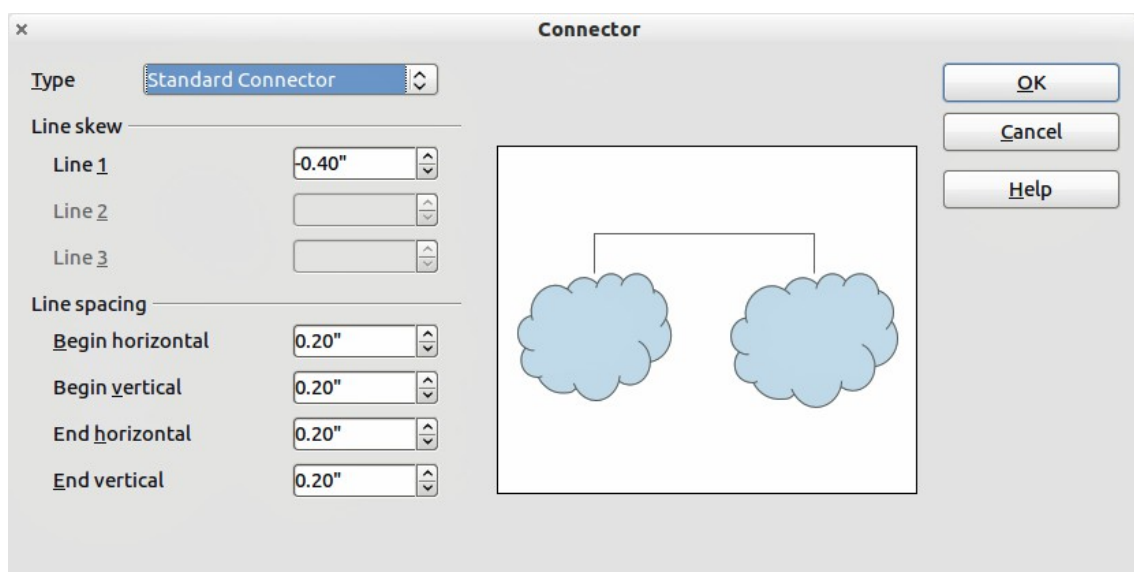 Connector
Type Standard Connector
Line skew
Line 1 -0.40"
Line 2
Line 3
Line spacing
Begin horizontal 0.20"
Begin vertical 0.20"
End horizontal 0.20"
End vertical 0.20"
OK
Cancel
Help